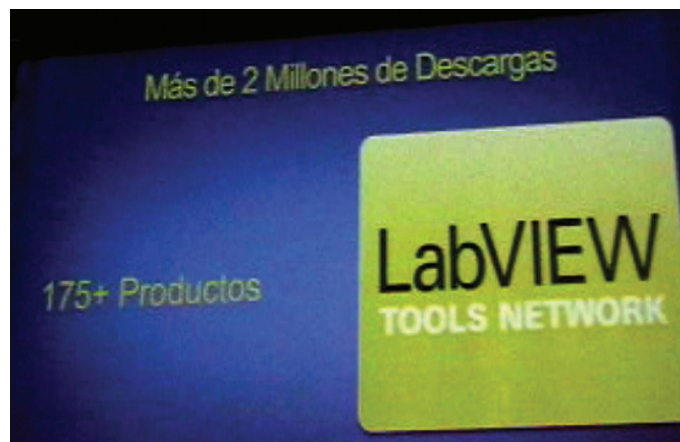 Más de 2 Millones de Descargas
175+ Productos
LabVIEW
TOOLS NETWORK